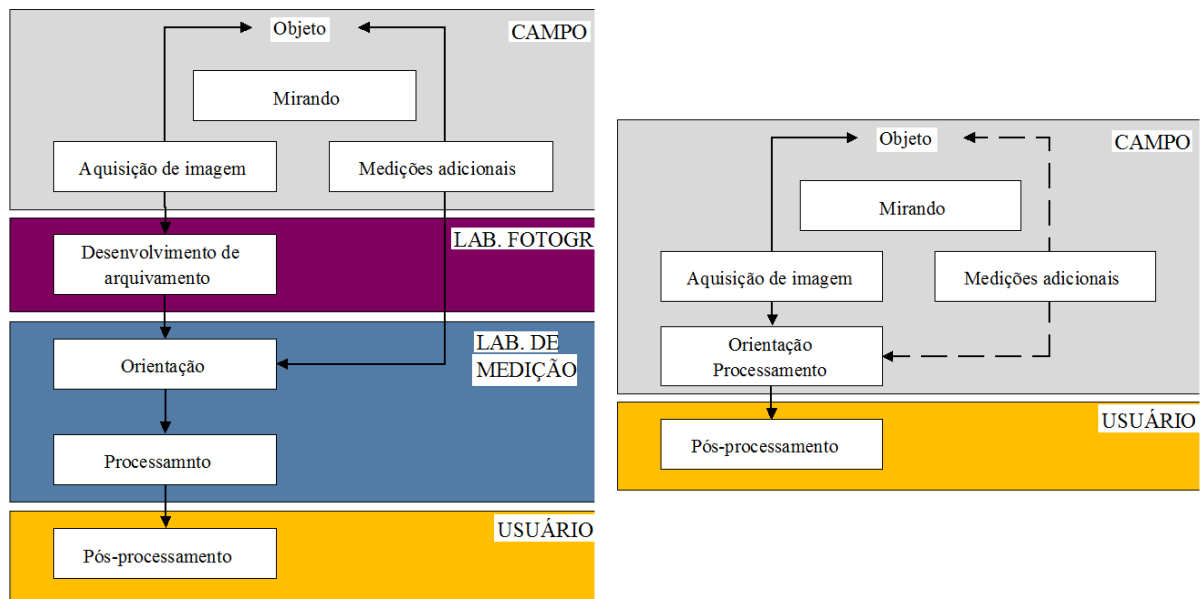 Objeto
CAMPO
Mirando
Aquisição de imagem
Medições adicionais
LAB. FOTOGR
Desenvolvimento de
arquivamento
LAB. DE
MEDIÇÃO
Orientação
Processamnto
USUÁRIO
Pós-processamento
Objeto
CAMPO
Mirando
Aquisição de imagem
Medições adicionais
Orientação
Processamento
USUÁRIO
Pós-processamento